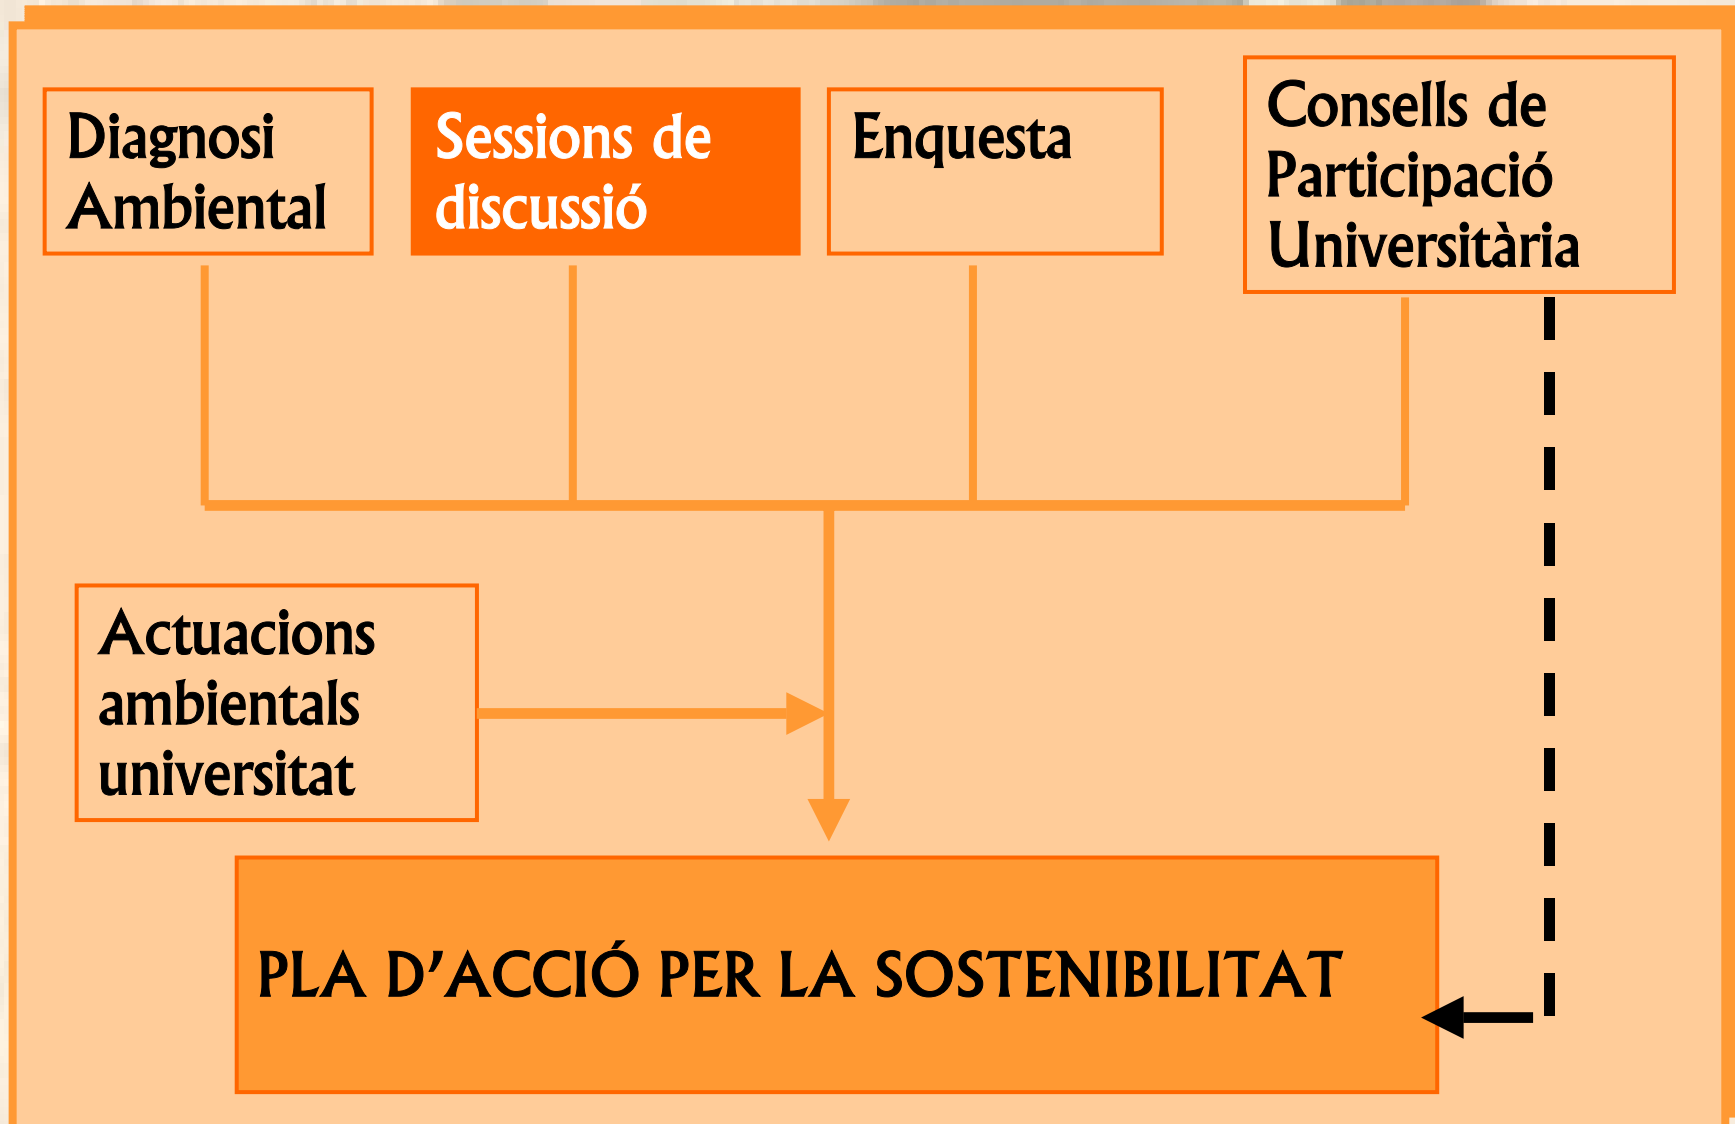 Diagnosi
Ambiental
Sessions de
discussió
Enquesta
Consells de
Participació
Universitària
Actuacions
ambientals
universitat
PLA D’ACCIÓ PER LA SOSTENIBILITAT